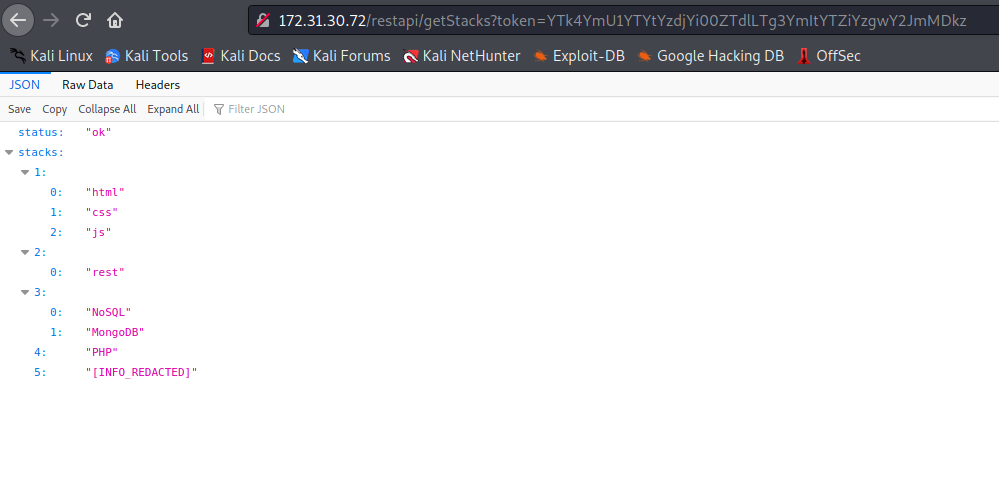 172.31.30.72/restapi/getStacks?token=YTk4YmU1YTYtYzdjYi00ZTdlLTg3YmItYTZiYzgwY2JmMDkz
Kali Linux Kali Tools Kali Docs Kali Forums Kali NetHunter Exploit-DB Google Hacking DB OffSec
JSON Raw Data Headers
Save Copy Collapse All Expand All Filter JSON
status: "ok"
stacks:
1:
0: "html"
1: "css"
2: "js"
2:
0: "rest"
3:
0: "NoSQL"
1: "MongoDB"
4: "PHP"
5: "[INFO_REDACTED]"